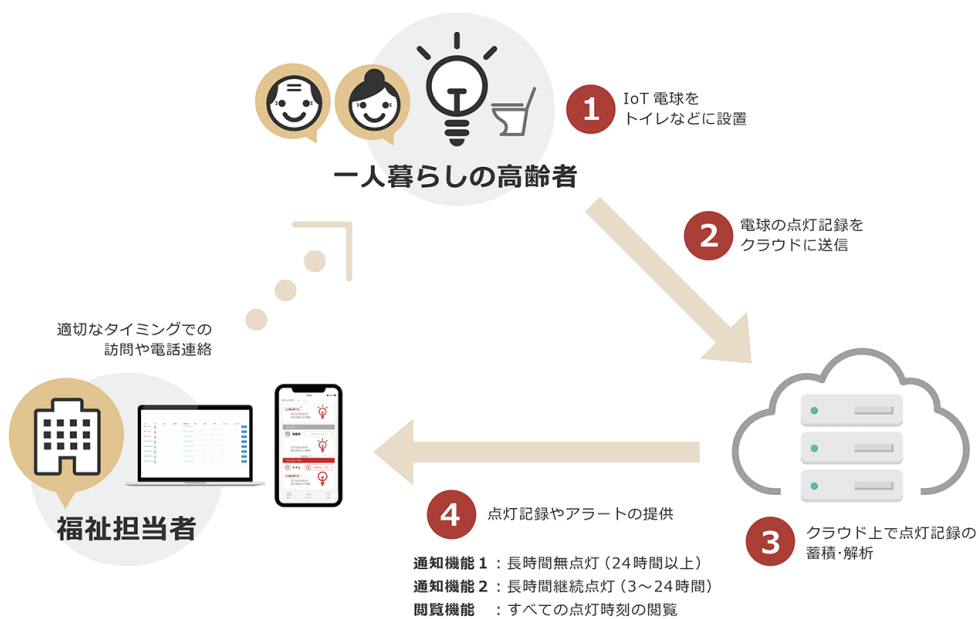 1
IoT 電球を
トイレなどに設置
一人暮らしの高齢者
2
電球の点灯記録を
クラウドに送信
適切なタイミングでの
訪問や電話連絡
福祉担当者
3
クラウド上で点灯記録の
蓄積・解析
4
点灯記録やアラートの提供
通知機能1:長時間無点灯(24時間以上)
通知機能2:長時間継続点灯(3〜24時間)
閲覧機能 :すべての点灯時刻の閲覧
トイレ